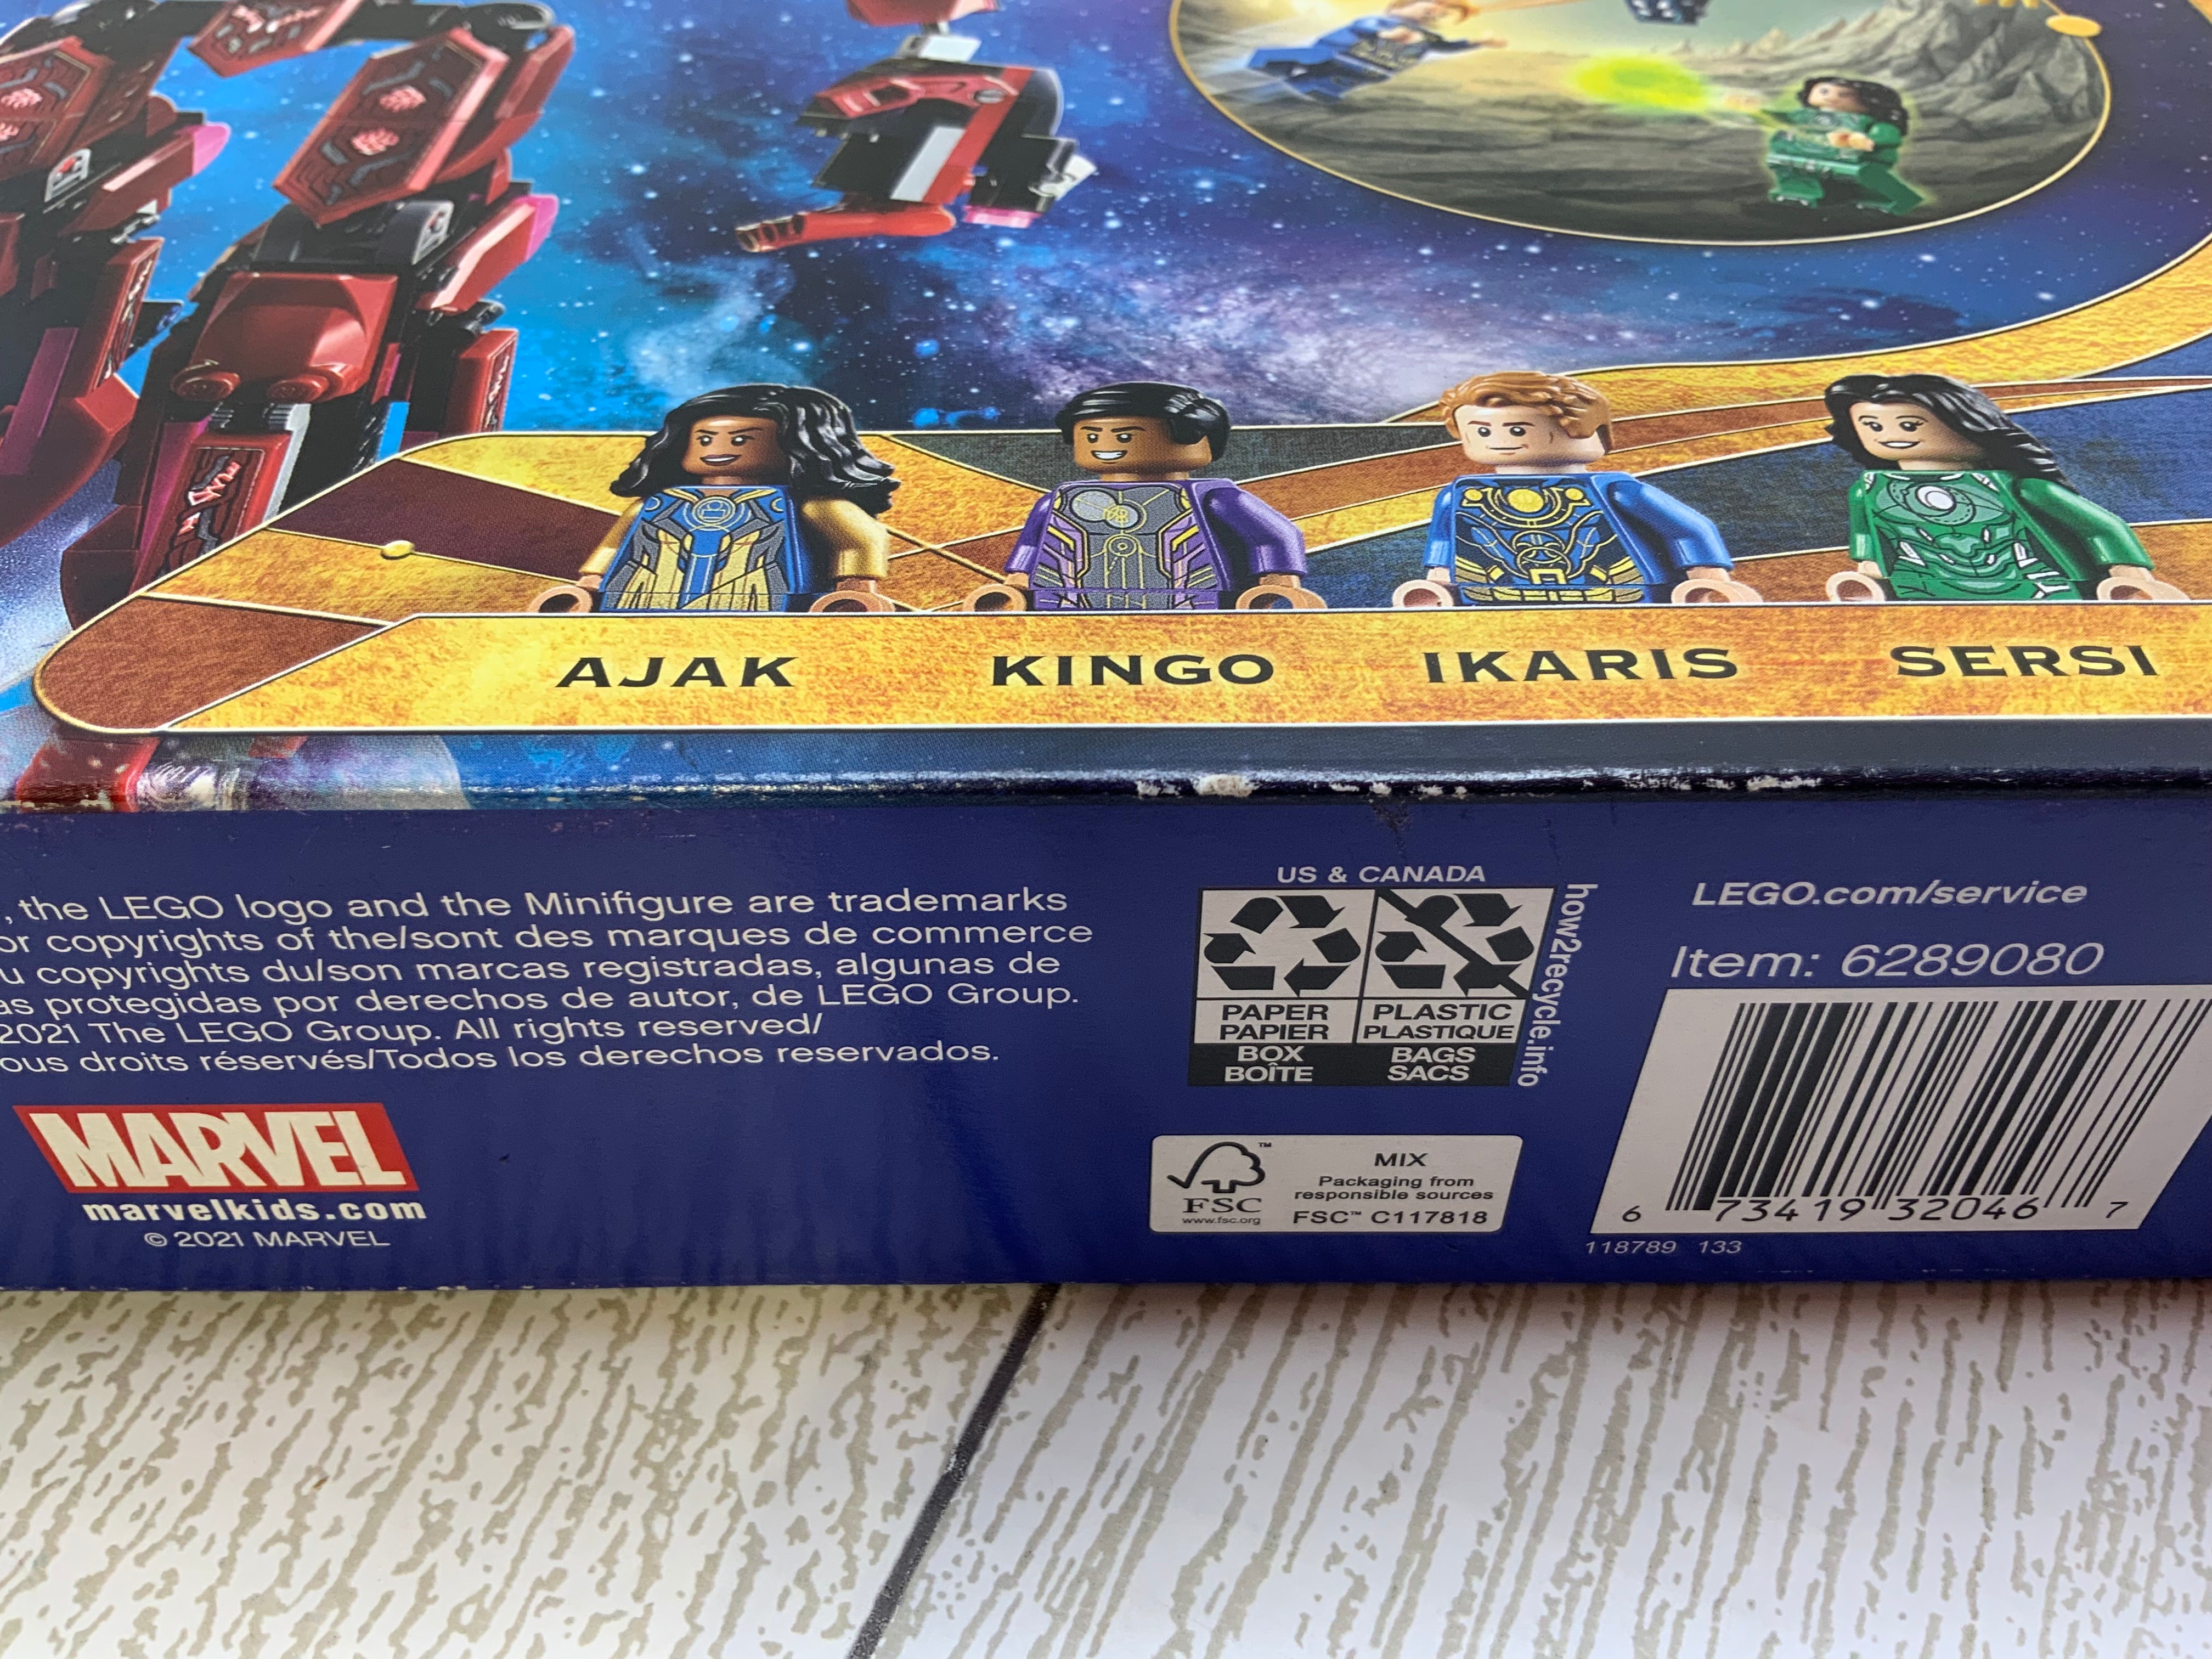 AJAK
KINGO
IKARIS
SERSI
, the LEGO logo and the Minifigure are trademarks
or copyrights of the/sont des marques de commerce
u copyrights du/son marcas registradas, algunas de
as protegidas por derechos de autor, de LEGO Group.
2021 The LEGO Group. All rights reserved/
ous droits réservés/Todos los derechos reservados.
MARVEL
marvelkids.com
© 2021 MARVEL
US & CANADA
PAPER
PAPIER
BOX
BOÎTE
PLASTIC
PLASTIQUE
BAGS
SACS
how2recycle.info
FSC™
www.fsc.org
MIX
Packaging from
responsible sources
FSC™ C117818
LEGO.com/service
Item: 6289080
6 73419 32046 7
118789 133